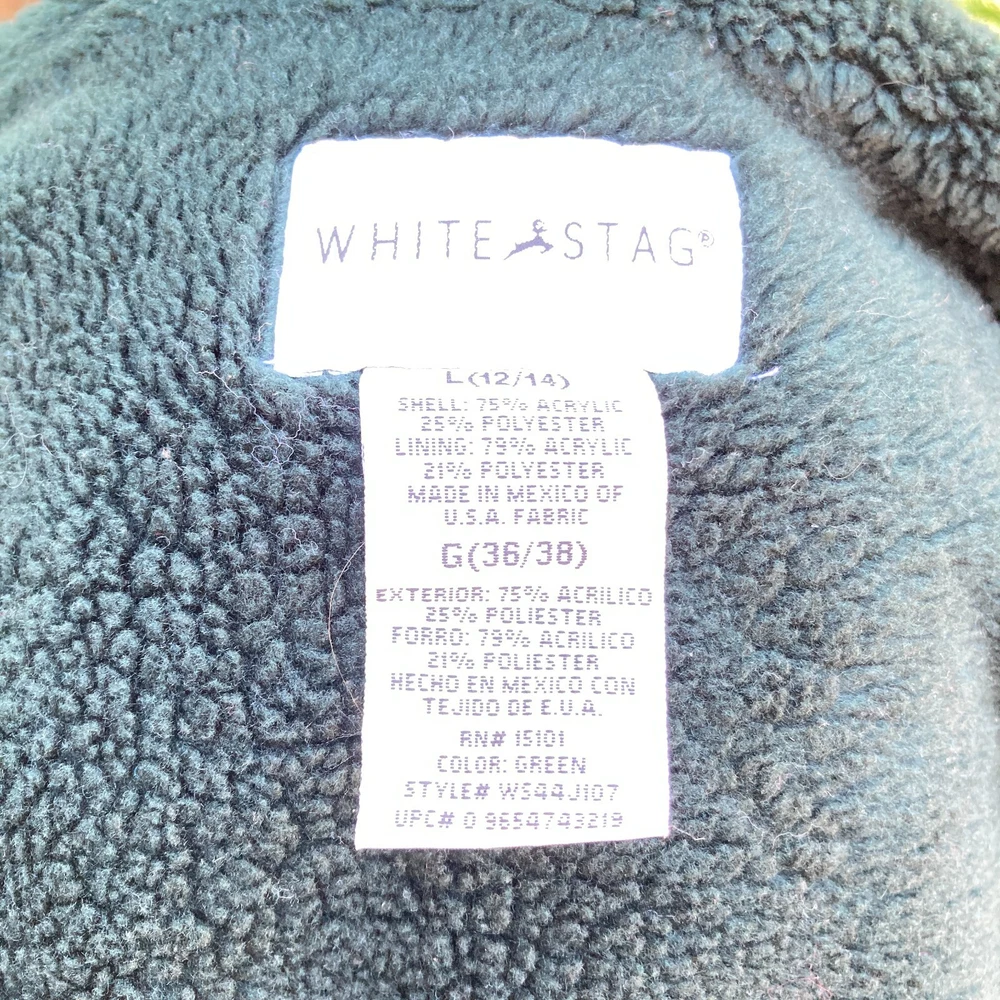 WHITE STAG®
L(12/14)
SHELL: 75% ACRYLIC
25% POLYESTER
LINING: 79% ACRYLIC
21% POLYESTER
MADE IN MEXICO OF
U.S.A. FABRIC
G(36/38)
EXTERIOR: 75% ACRILICO
25% POLIESTER
FORRO: 79% ACRILICO
21% POLIESTER
HECHO EN MEXICO CON
TEJIDO DE E.U.A.
RN# 15101
COLOR: GREEN
STYLE# WS44J107
UPC# 0 9654743219